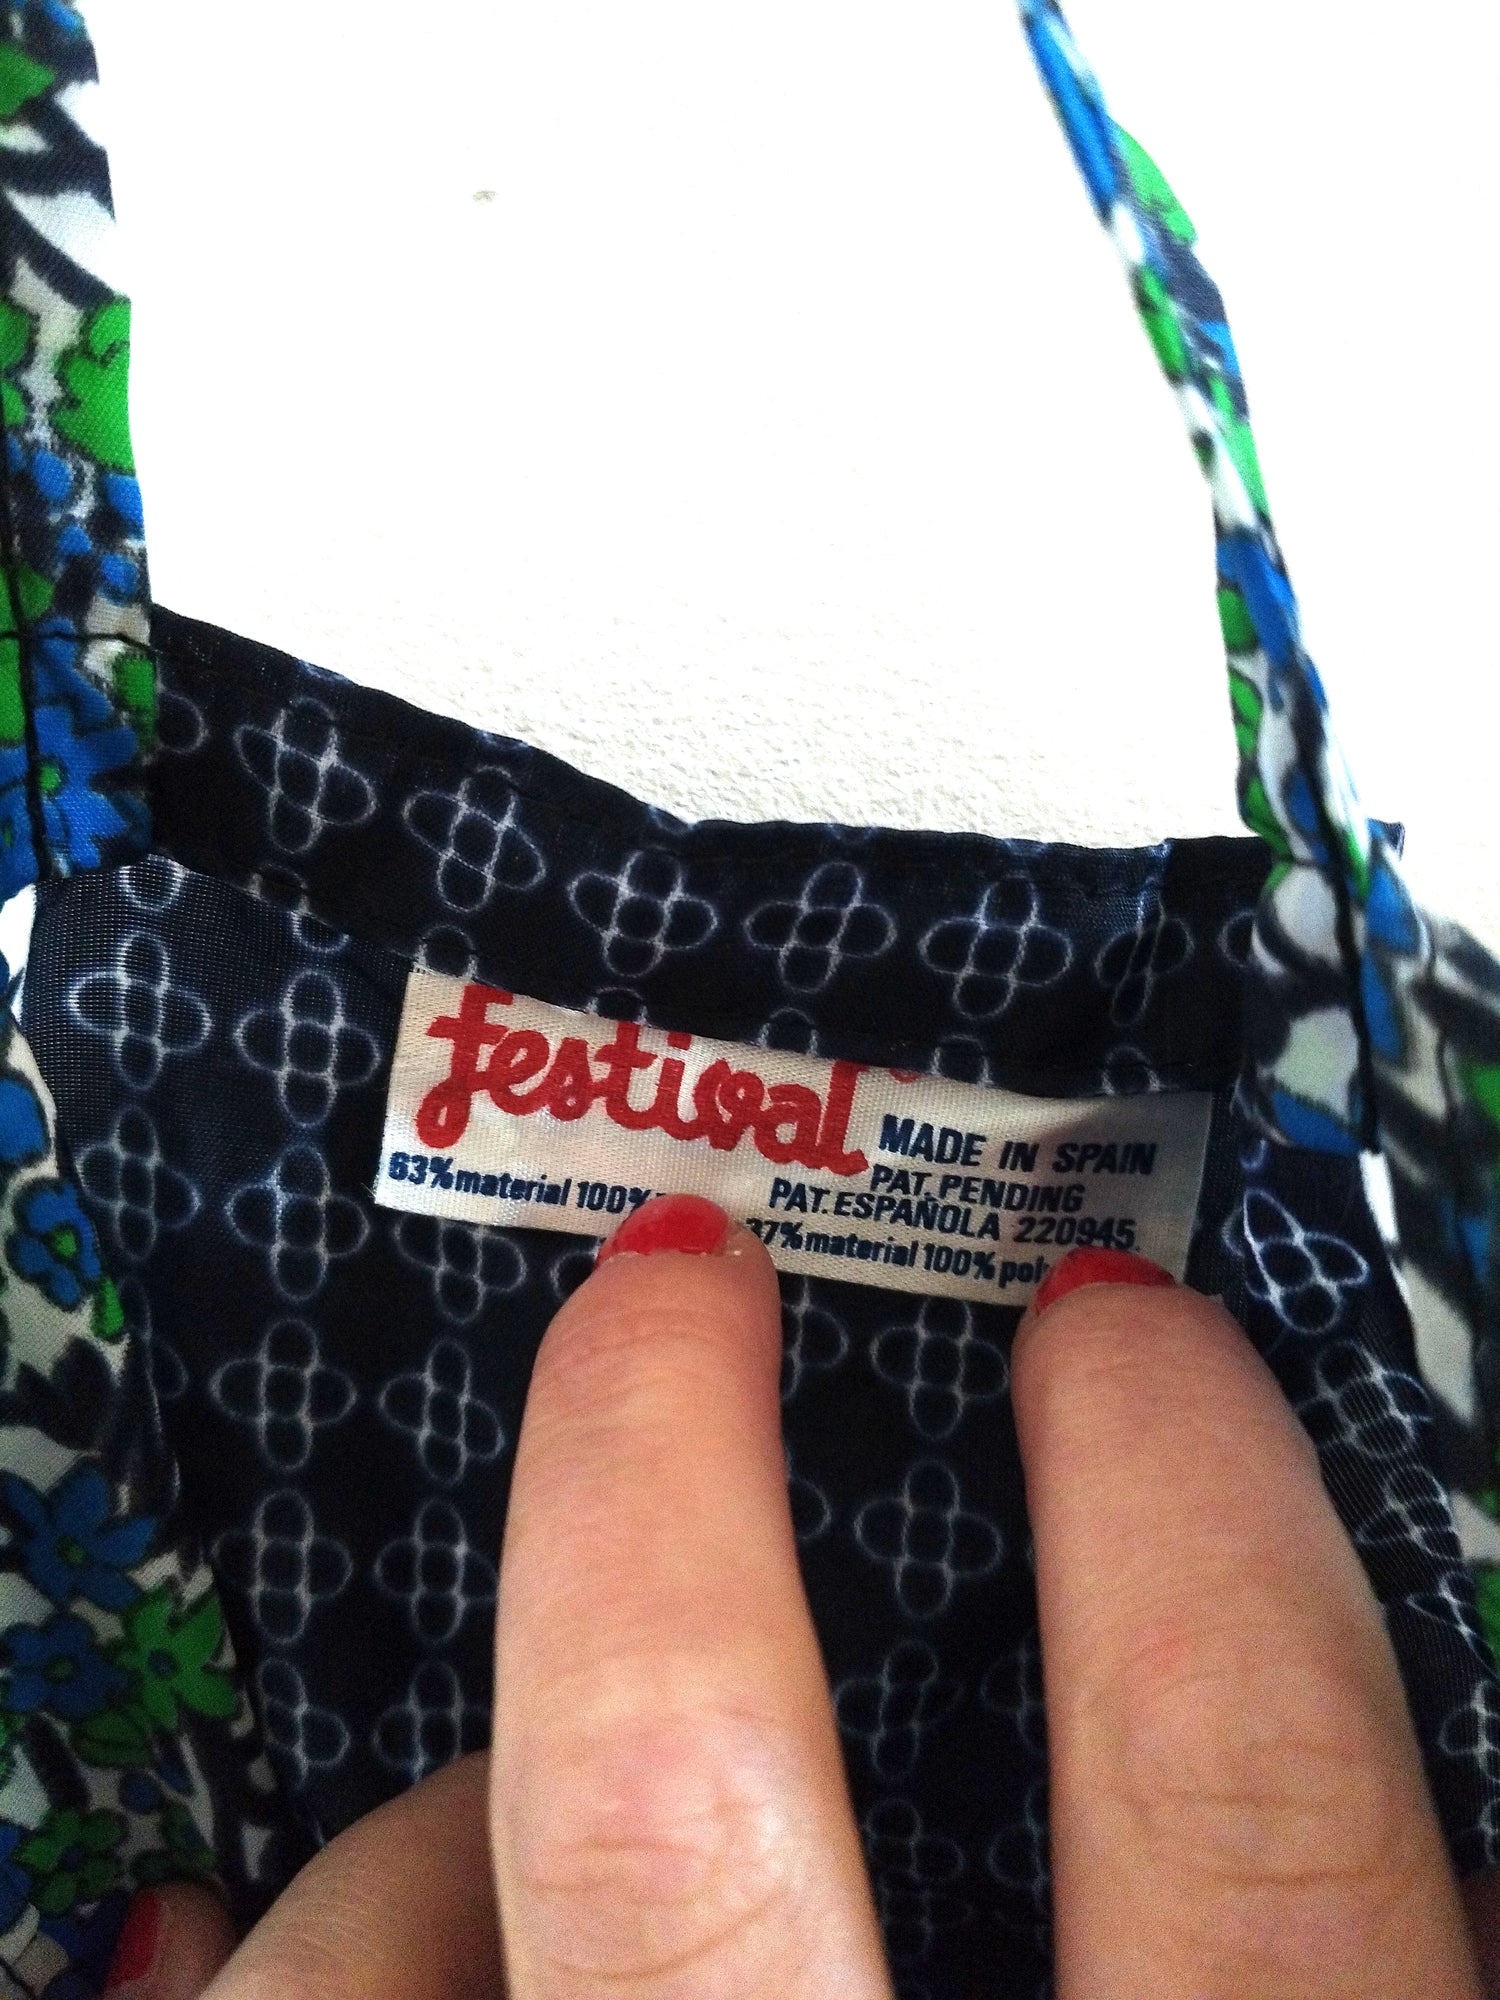 festival
MADE IN SPAIN
PAT. PENDING
PAT. ESPAÑOLA 220945.
63% material 100%
37% material 100%